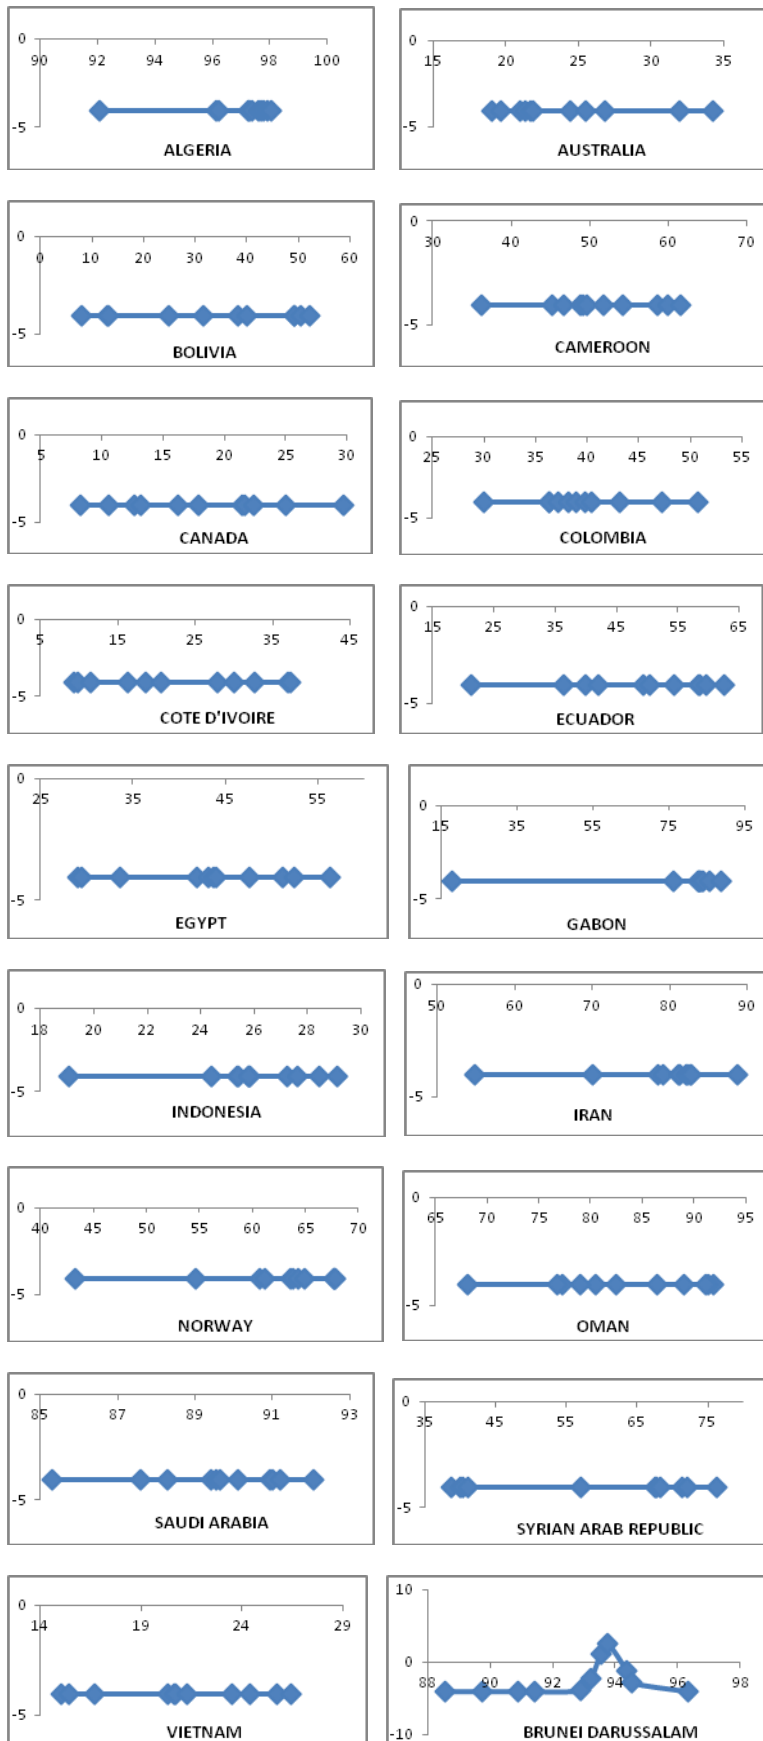 0
90 92 94 96 98 100
-5
ALGERIA
0
15 20 25 30 35
-5
AUSTRALIA
0
0 10 20 30 40 50 60
-5
BOLIVIA
0
30 40 50 60 70
-5
CAMEROON
0
5 10 15 20 25 30
-5
CANADA
0
25 30 35 40 45 50 55
-5
COLOMBIA
0
5 15 25 35 45
-5
COTE D'IVOIRE
0
15 25 35 45 55 65
-5
ECUADOR
0
25 35 45 55
-5
EGYPT
0
15 35 55 75 95
-5
GABON
0
18 20 22 24 26 28 30
-5
INDONESIA
0
50 60 70 80 90
-5
IRAN
0
40 45 50 55 60 65 70
-5
NORWAY
0
65 70 75 80 85 90 95
-5
OMAN
0
85 87 89 91 93
-5
SAUDI ARABIA
0
35 45 55 65 75
-5
SYRIAN ARAB REPUBLIC
0
14 19 24 29
-5
VIETNAM
10
0
88 90 92 94 96 98
-10
BRUNEI DARUSSALAM